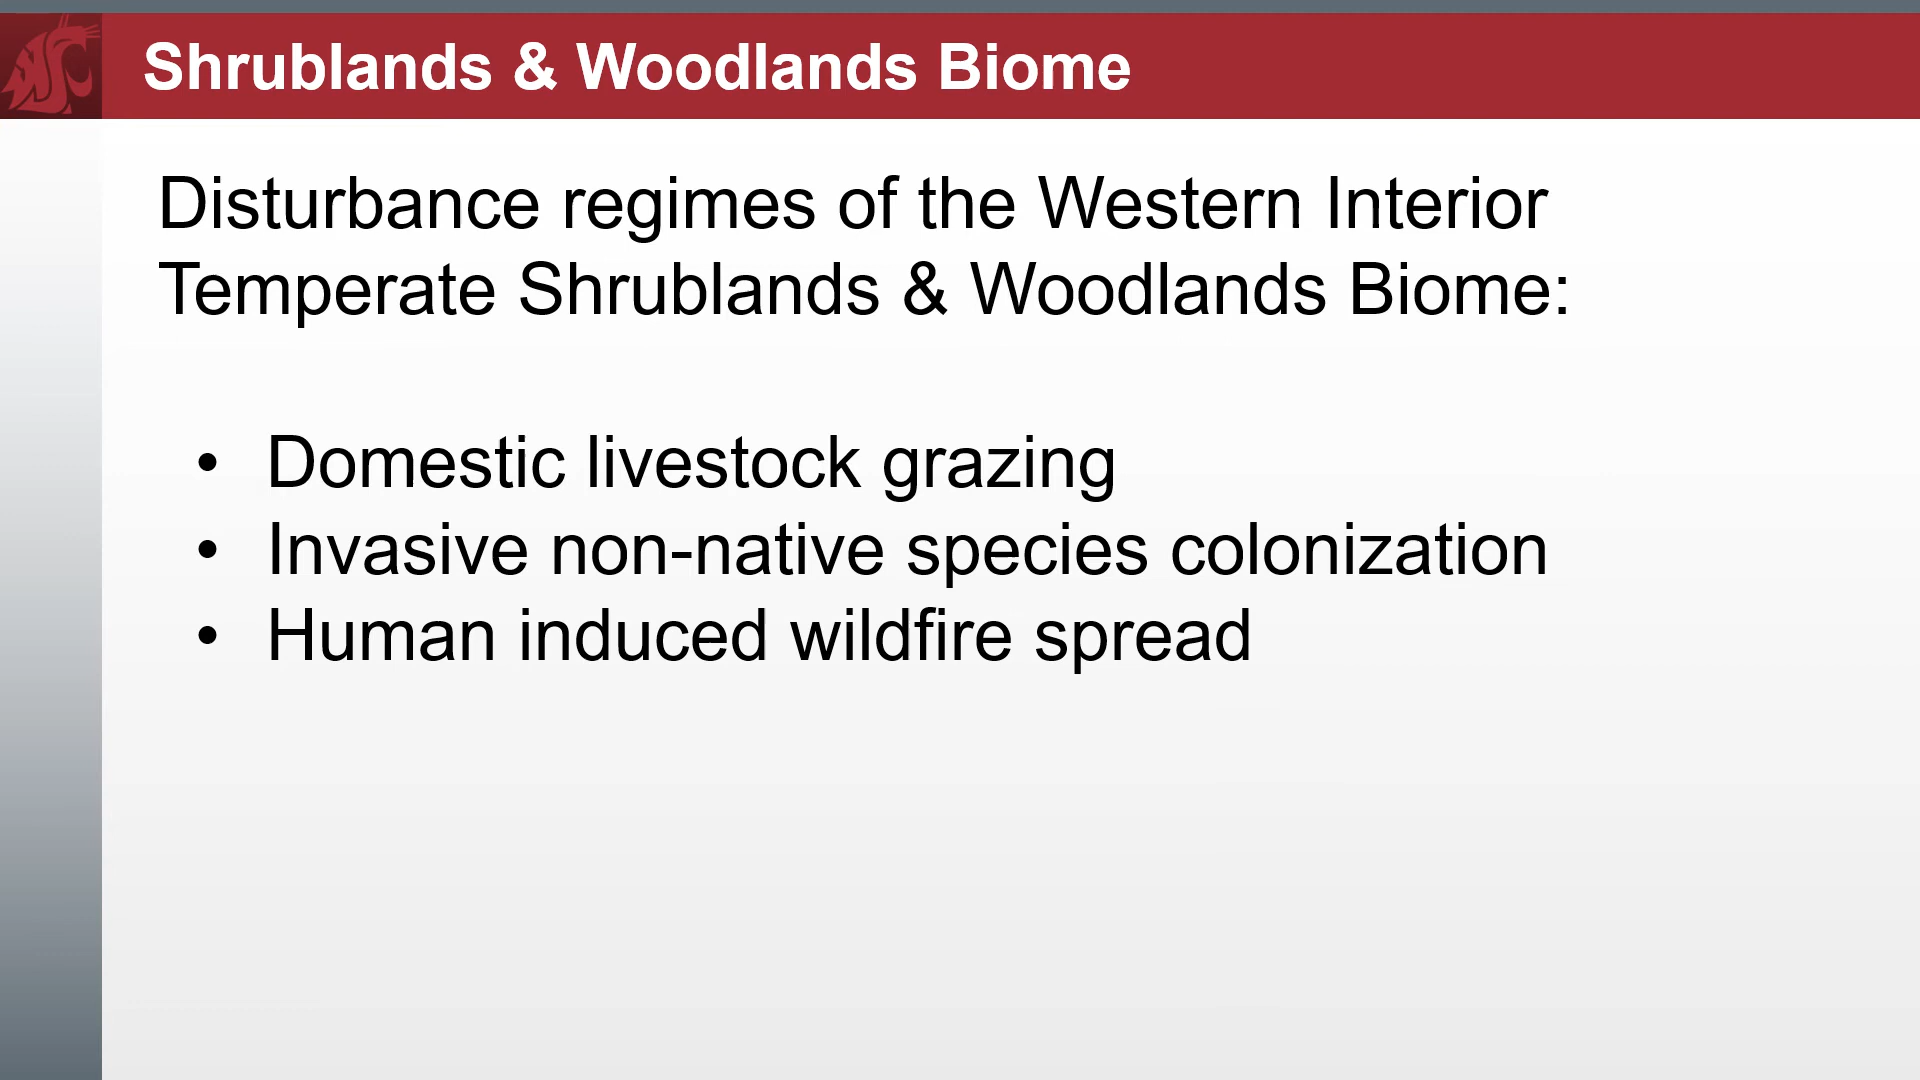 Shrublands & Woodlands Biome
Disturbance regimes of the Western Interior
Temperate Shrublands & Woodlands Biome:
• Domestic livestock grazing
• Invasive non-native species colonization
• Human induced wildfire spread